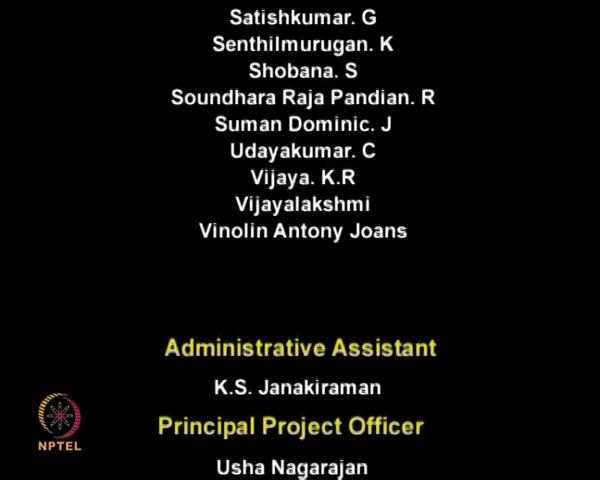 Satishkumar. G
Senthilmurugan. K
Shobana. S
Soundhara Raja Pandian. R
Suman Dominic. J
Udayakumar. C
Vijaya. K.R
Vijayalakshmi
Vinolin Antony Joans
Administrative Assistant
K.S. Janakiraman
Principal Project Officer
Usha Nagarajan
NPTEL